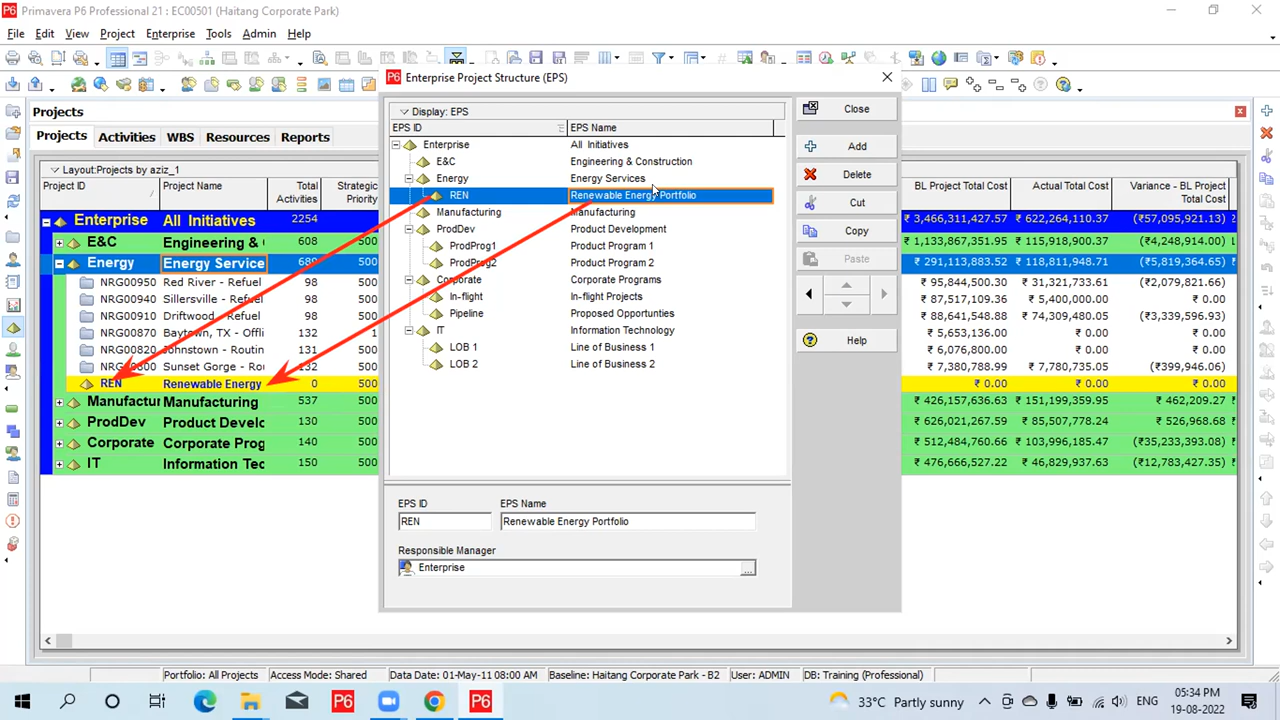 Primavera P6 Professional 21 : EC00501 (Haitang Corporate Park)
File Edit View Project Enterprise Tools Admin Help
Projects
Projects Activities WBS Resources Reports
Layout:Projects by aziz_1
Project ID Project Name Total Activities Strategic Priority
Enterprise All Initiatives 2254
E&C Engineering & 608 500
Energy Energy Service 689
NRG00950 Red River - Refuel 98 500
NRG00940 Sillersville - Refuel 98 500
NRG00910 Driftwood - Refuel 98 500
NRG00870 Baytown, TX - Offli 132
NRG00820 Johnstown - Routin 131 500
Sunset Gorge - Rou 132 500
REN Renewable Energy 0 500
Manufactur Manufacturing 537 500
ProdDev Product Develo 130 500
Corporate Corporate Prog 140 500
IT Information Tec 150 500
Enterprise Project Structure (EPS)
Display: EPS
EPS ID EPS Name
Enterprise All Initiatives
E&C Engineering & Construction
Energy Energy Services
REN Renewable Energy Portfolio
Manufacturing Manufacturing
ProdDev Product Development
ProdProg1 Product Program 1
ProdProg2 Product Program 2
Corporate Corporate Programs
In-flight In-flight Projects
Pipeline Proposed Opportunties
IT Information Technology
LOB 1 Line of Business 1
LOB 2 Line of Business 2
EPS ID EPS Name
REN Renewable Energy Portfolio
Responsible Manager
Enterprise
...
Close
Add
Delete
Cut
Copy
Paste
Help
BL Project Total Cost Actual Total Cost Variance - BL Project Total Cost
₹ 3,466,311,427.57 ₹ 622,264,110.37 (₹57,095,921.13)
₹ 1,133,867,351.95 ₹ 115,918,900.37 (₹4,248,914.00)
₹ 291,113,883.52 ₹ 118,811,948.71 (₹5,819,364.65)
₹ 95,844,500.30 ₹ 31,321,733.61 (₹2,079,821.66)
₹ 87,517,109.36 ₹ 5,400,000.00 ₹ 0.00
₹ 88,641,548.88 ₹ 74,309,480.05 (₹3,339,596.93)
₹ 5,653,136.00 ₹ 0.00 ₹ 0.00
₹ 6,076,800.00 ₹ 0.00 ₹ 0.00
₹ 7,380,788.99 ₹ 7,780,735.05 (₹399,946.06)
₹ 0.00 ₹ 0.00 ₹ 0.00
₹ 426,157,636.63 ₹ 151,199,359.95 ₹ 462,209.27
₹ 626,021,267.59 ₹ 85,507,778.24 ₹ 526,968.68
₹ 512,484,760.66 ₹ 103,996,185.47 (₹35,233,393.08)
₹ 476,666,527.22 ₹ 46,829,937.63 (₹12,783,427.35)
Portfolio: All Projects Access Mode: Shared Data Date: 01-May-11 08:00 AM Baseline: Haitang Corporate Park - B2 User: ADMIN DB: Training (Professional)
33°C Partly sunny ENG 05:34 PM
19-08-2022